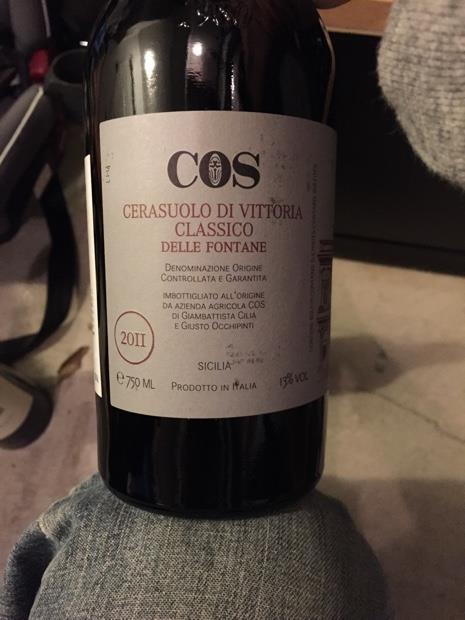 COS
CERASUOLO DI VITTORIA
CLASSICO
DELLE FONTANE
DENOMINAZIONE ORIGINE
CONTROLLATA E GARANTITA
IMBOTTIGLIATO ALL'ORIGINE
DA AZIENDA AGRICOLA COS
DI GIAMBATTISTA CILIA
E GIUSTO OCCHIPINTI
2011
SICILIA
e 750 ML
PRODOTTO IN ITALIA
13% VOL